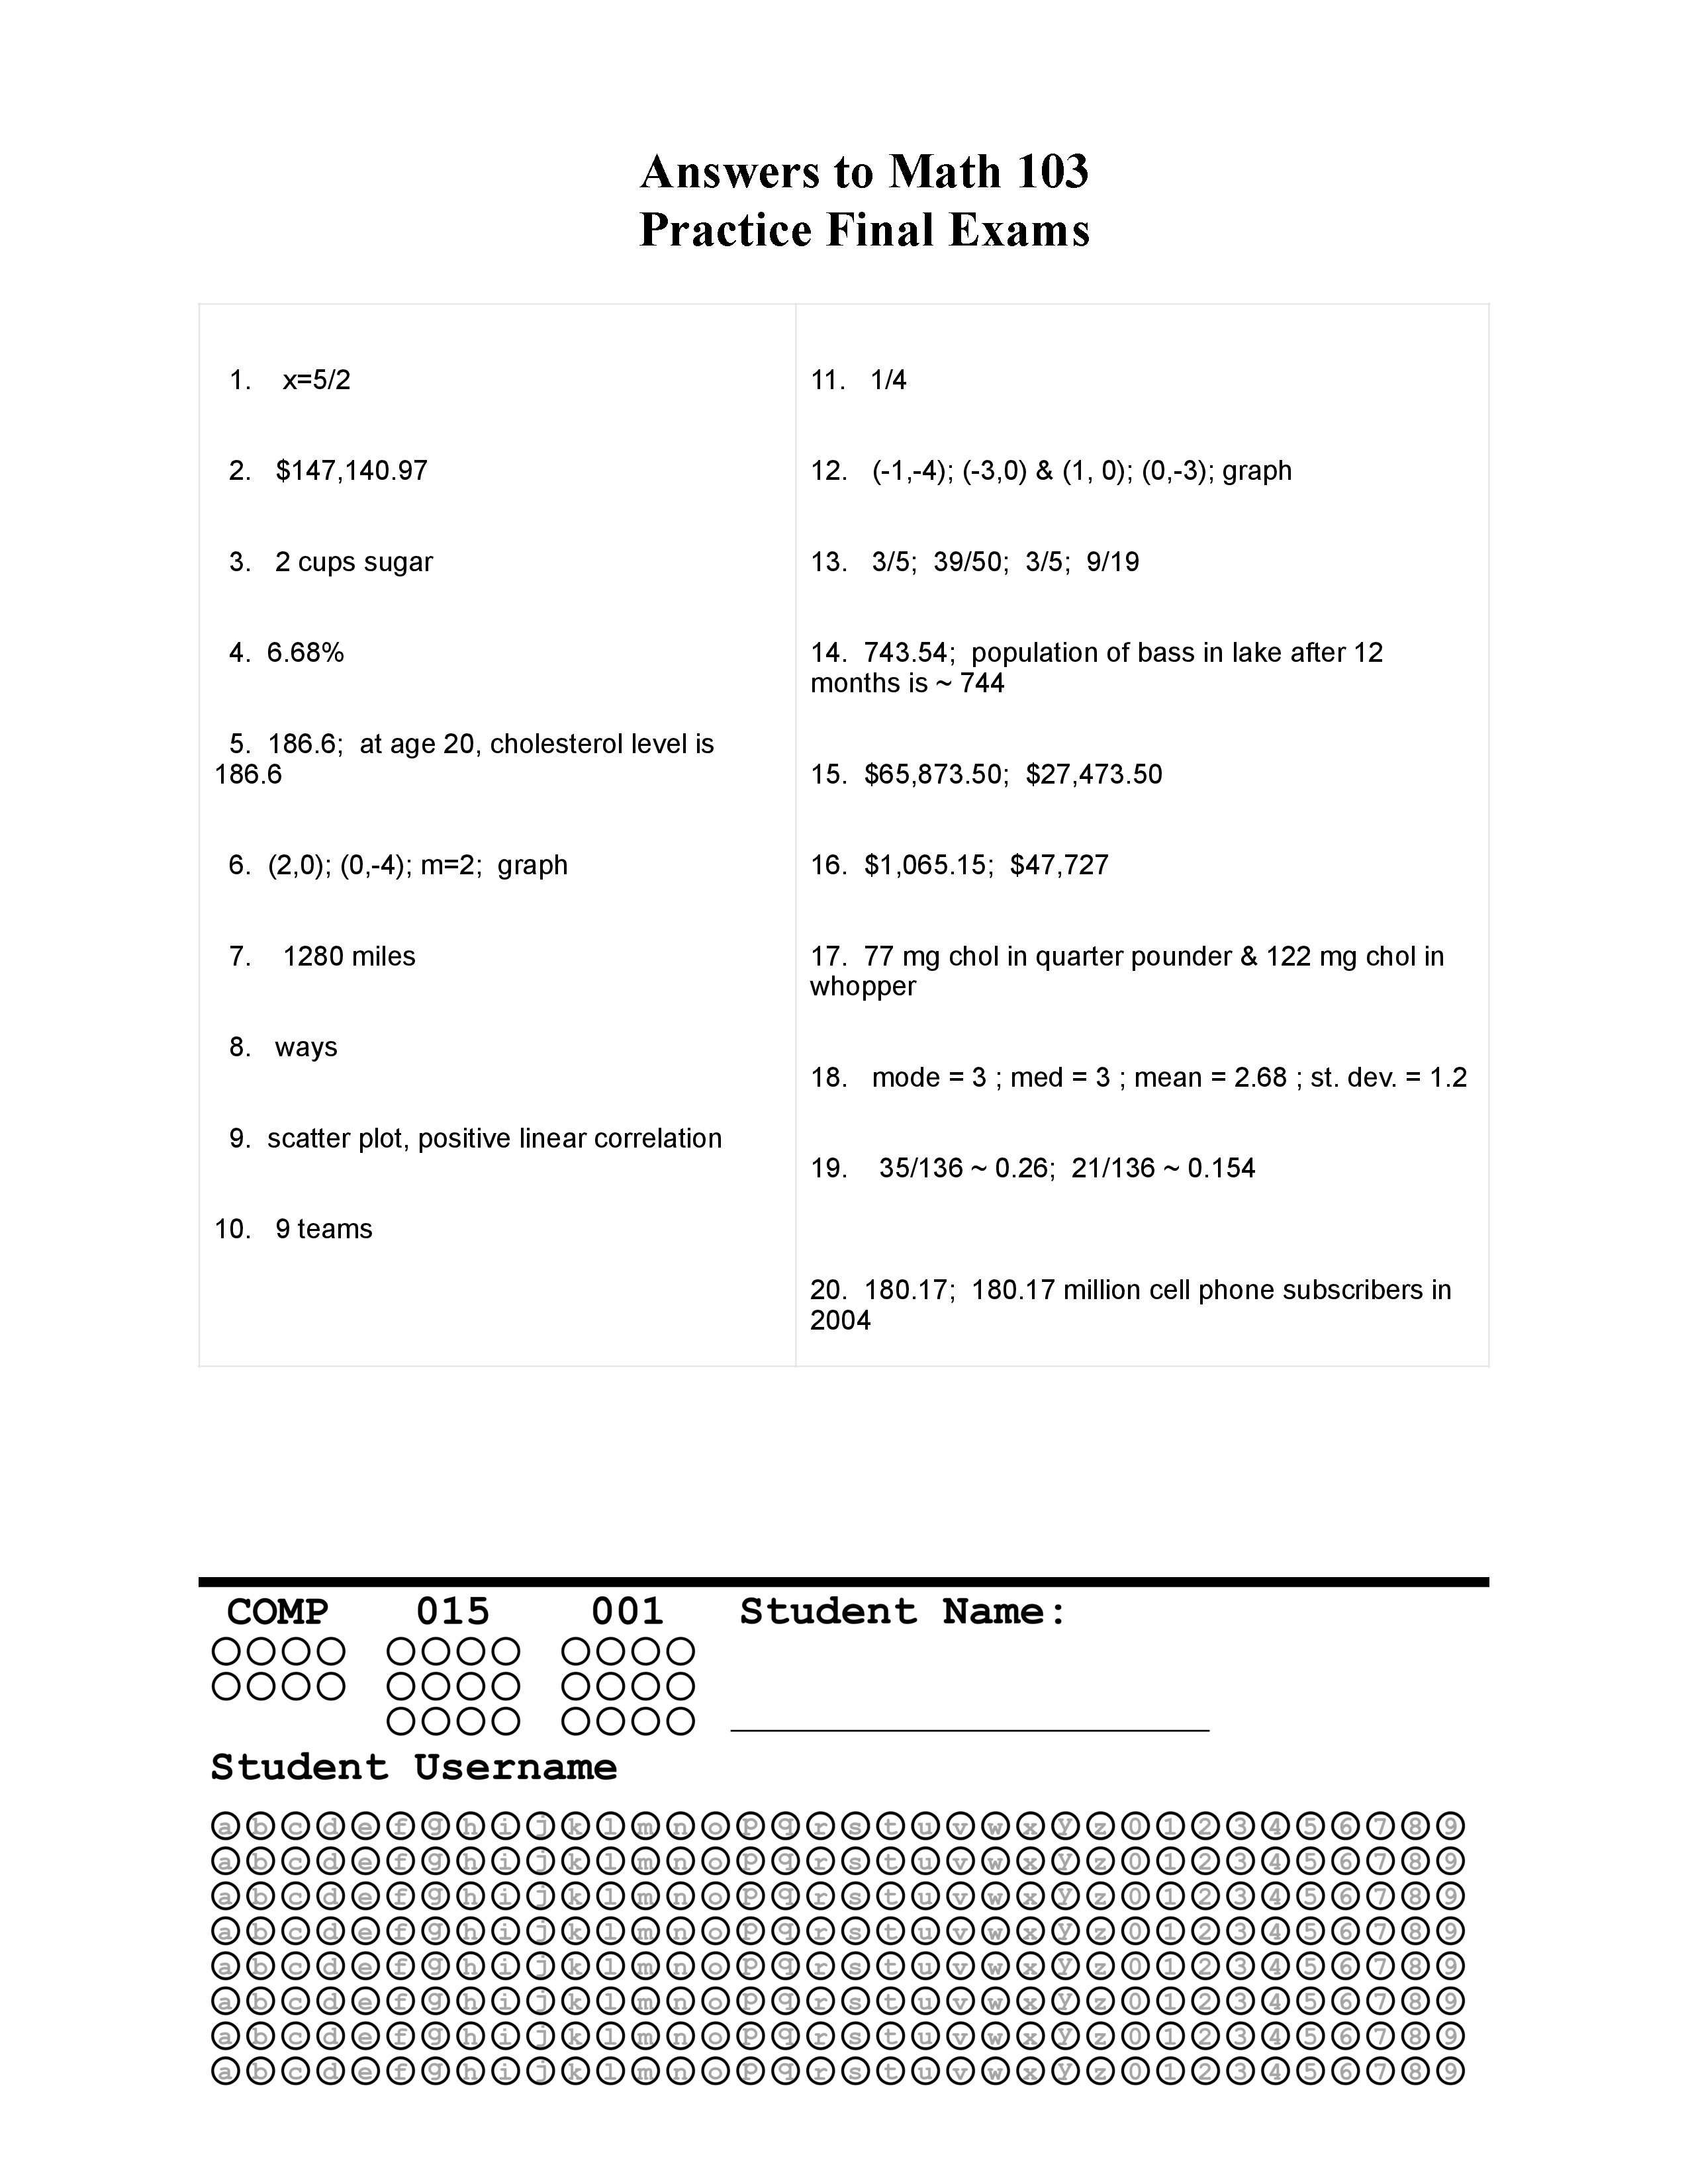 Answers to Math 103
Practice Final Exams
1. x=5/2
2. $147,140.97
3. 2 cups sugar
4. 6.68%
5. 186.6; at age 20, cholesterol level is
186.6
6. (2,0); (0,-4); m=2; graph
7. 1280 miles
8. ways
9. scatter plot, positive linear correlation
10. 9 teams
11. 1/4
12. (-1,-4); (-3,0) & (1, 0); (0,-3); graph
13. 3/5; 39/50; 3/5; 9/19
14. 743.54; population of bass in lake after 12
months is ~ 744
15. $65,873.50; $27,473.50
16. $1,065.15; $47,727
17. 77 mg chol in quarter pounder & 122 mg chol in
whopper
18. mode = 3 ; med = 3 ; mean = 2.68 ; st. dev. = 1.2
19. 35/136 ~ 0.26; 21/136 ~ 0.154
20. 180.17; 180.17 million cell phone subscribers in
2004
COMP 015 001 Student Name:
Student Username
a b c d e f g h i j k l m n o p q r s t u v w x y z 0 1 2 3 4 5 6 7 8 9
a b c d e f g h i j k l m n o p q r s t u v w x y z 0 1 2 3 4 5 6 7 8 9
a b c d e f g h i j k l m n o p q r s t u v w x y z 0 1 2 3 4 5 6 7 8 9
a b c d e f g h i j k l m n o p q r s t u v w x y z 0 1 2 3 4 5 6 7 8 9
a b c d e f g h i j k l m n o p q r s t u v w x y z 0 1 2 3 4 5 6 7 8 9
a b c d e f g h i j k l m n o p q r s t u v w x y z 0 1 2 3 4 5 6 7 8 9
a b c d e f g h i j k l m n o p q r s t u v w x y z 0 1 2 3 4 5 6 7 8 9
a b c d e f g h i j k l m n o p q r s t u v w x y z 0 1 2 3 4 5 6 7 8 9